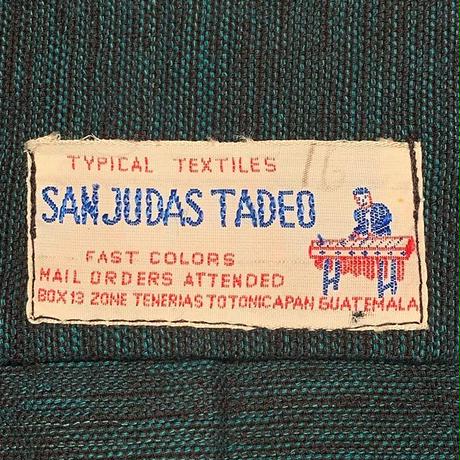 TYPICAL TEXTILES 16
SAN JUDAS TADEO
FAST COLORS
MAIL ORDERS ATTENDED
BOX 13 ZONE TENERIAS TOTONICAPAN GUATEMALA